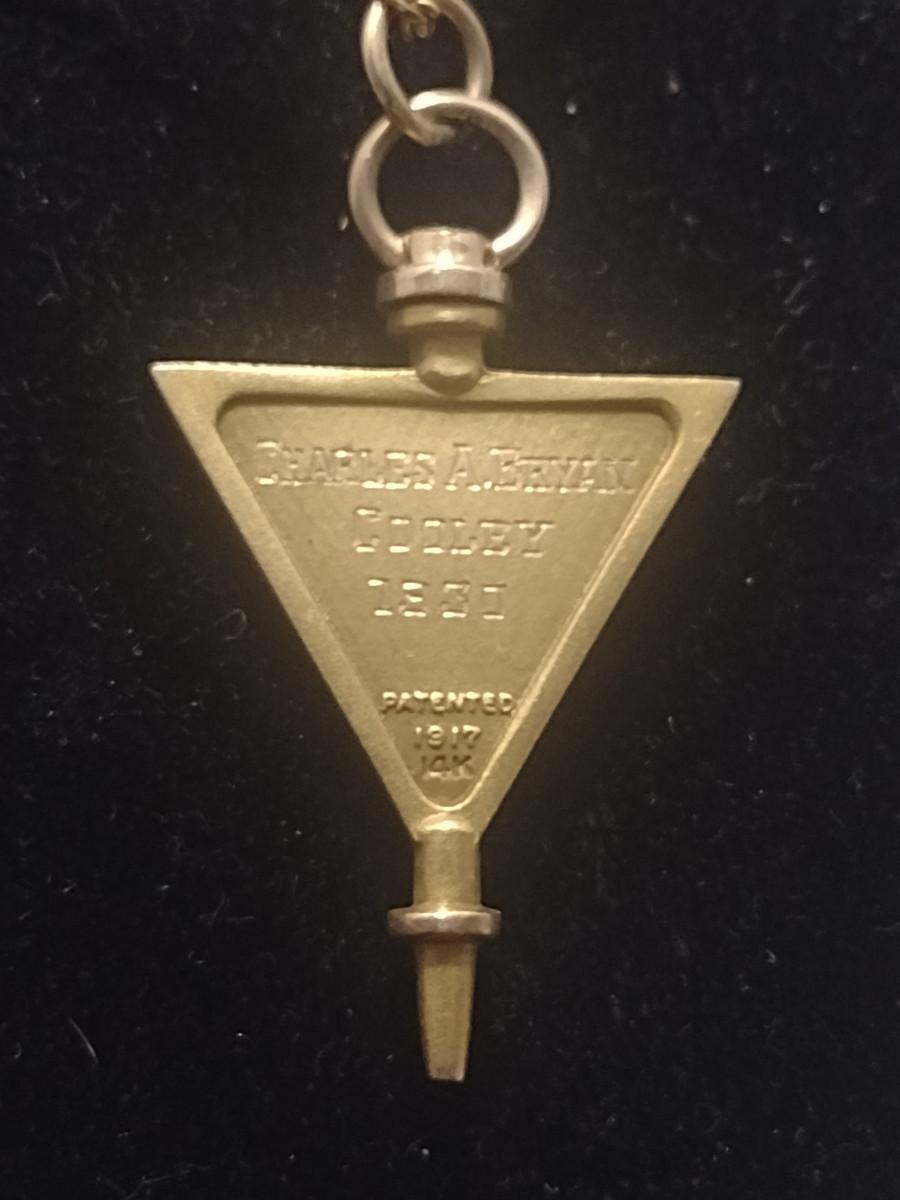 CHARLES A. BRYAN
COOLEY
1931
PATENTED
1917
14K